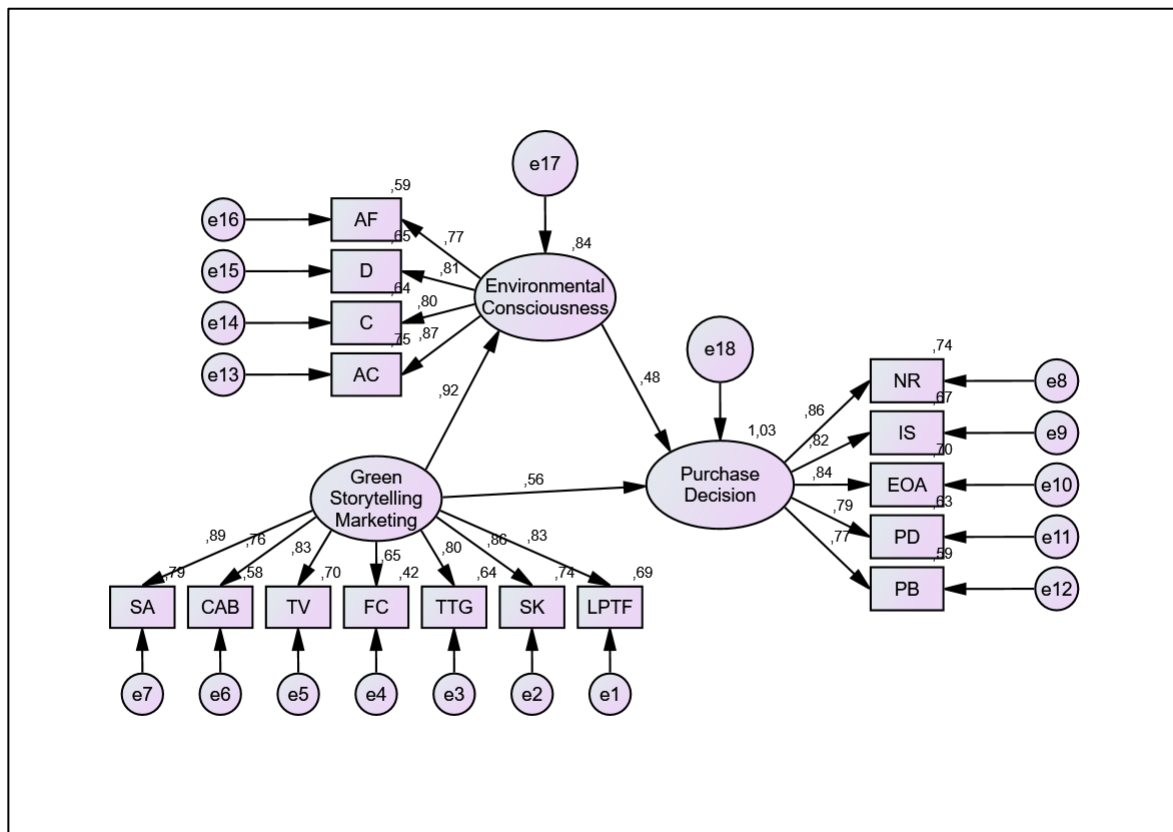 e17
,59
e16
AF
,77
,84
,65
e15
D
,81
Environmental
Consciousness
,64
e14
C
,80
,75
,87
e13
AC
e18
,92
,48
,74
NR
e8
,86
,67
1,03
,82
IS
e9
,70
Purchase
Decision
,84
EOA
e10
,63
,79
PD
e11
,77
,59
PB
e12
Green
Storytelling
Marketing
,56
,89
,76
,83
,65
,80
,86
,83
,79
,58
,70
,42
,64
,74
,69
SA
CAB
TV
FC
TTG
SK
LPTF
e7
e6
e5
e4
e3
e2
e1